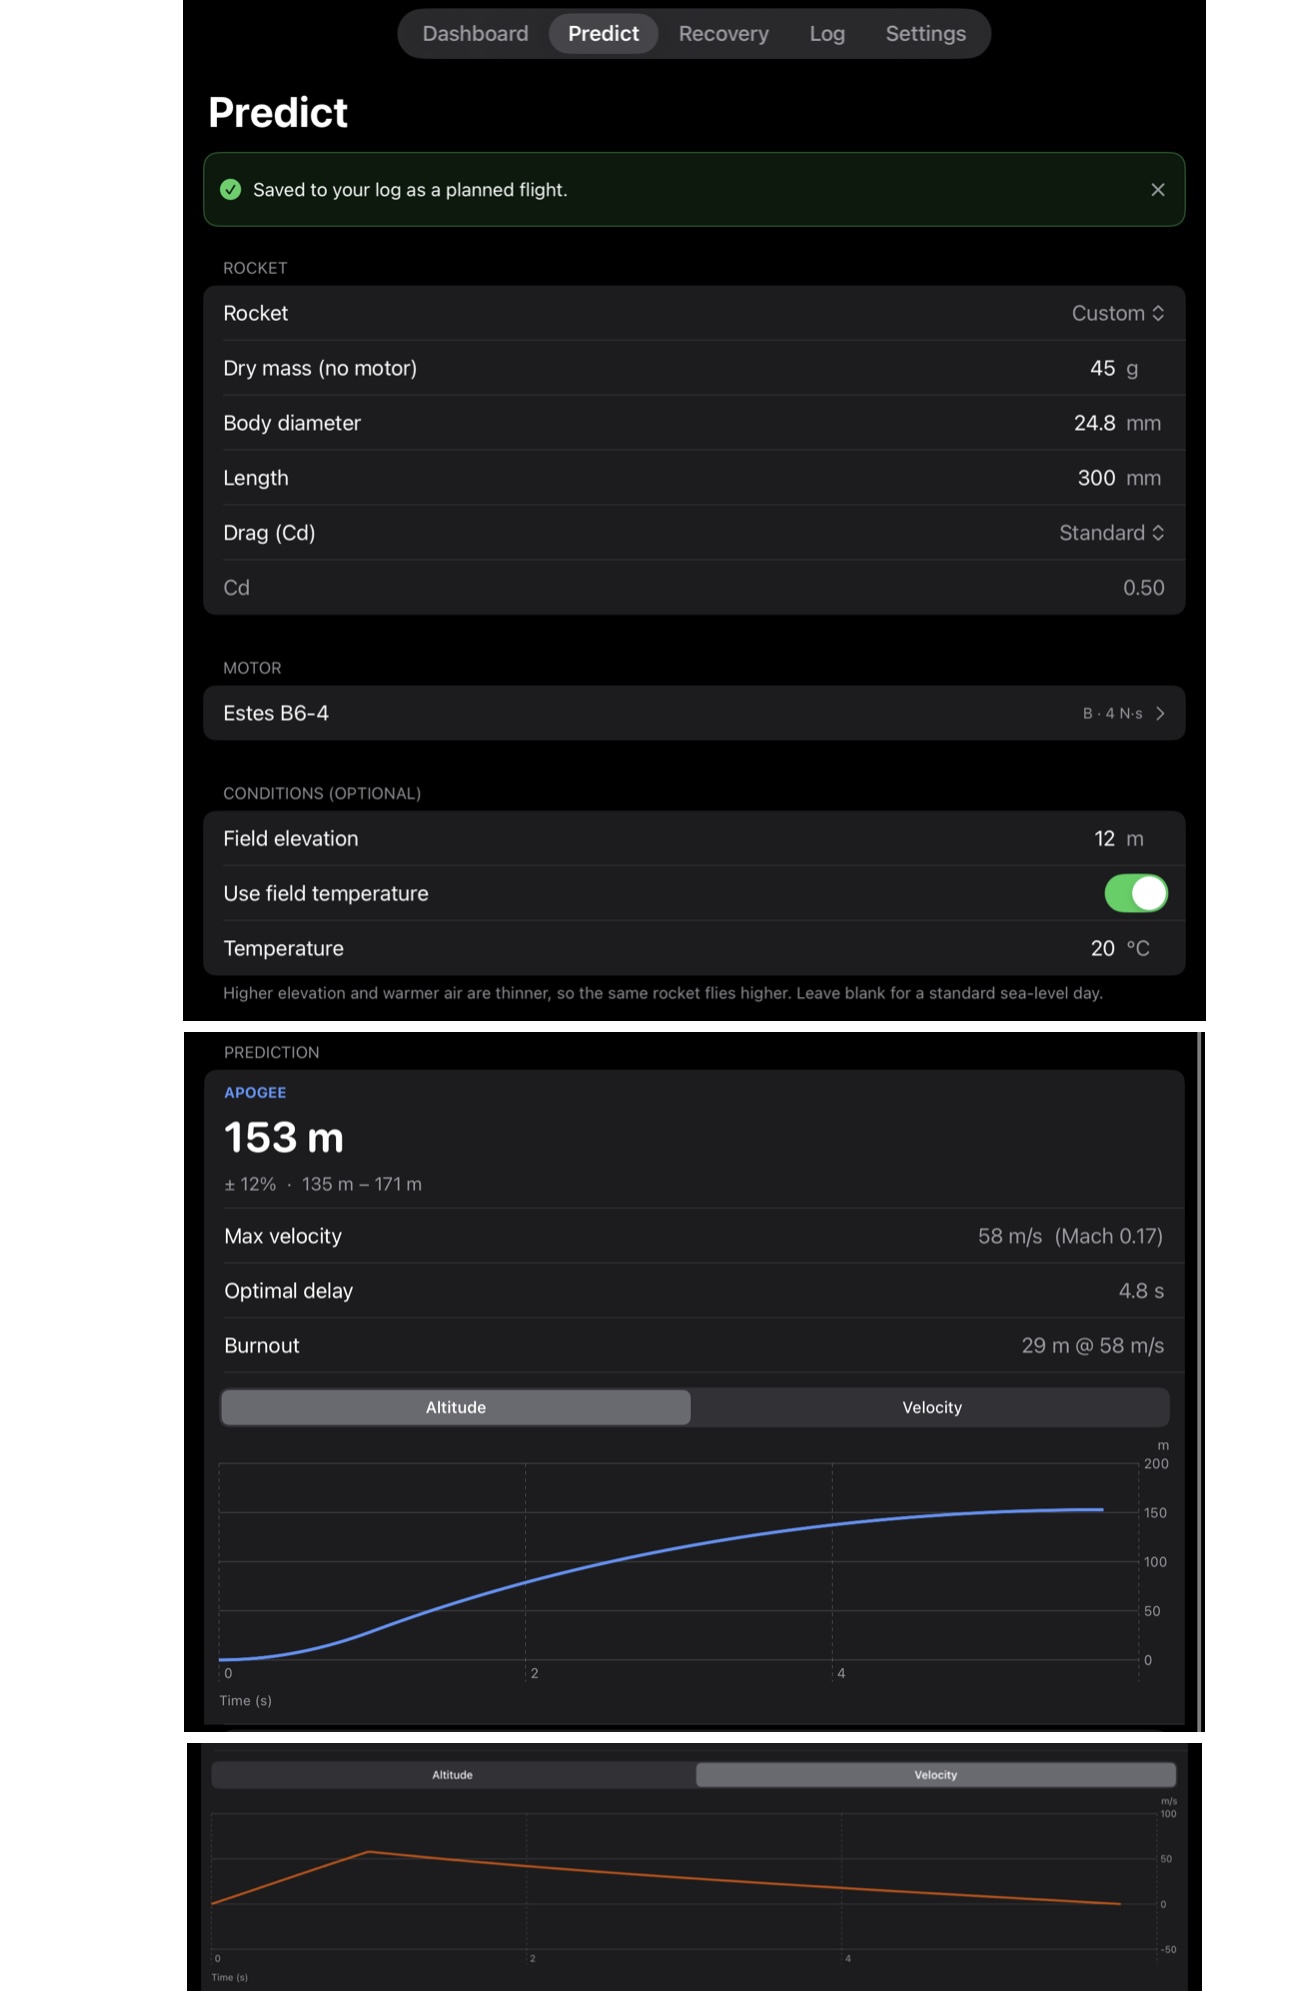 Dashboard Predict Recovery Log Settings
Predict
Saved to your log as a planned flight.
ROCKET
Rocket Custom
Dry mass (no motor) 45 g
Body diameter 24.8 mm
Length 300 mm
Drag (Cd) Standard
Cd 0.50
MOTOR
Estes B6-4 B · 4 N·s
CONDITIONS (OPTIONAL)
Field elevation 12 m
Use field temperature
Temperature 20 °C
Higher elevation and warmer air are thinner, so the same rocket flies higher. Leave blank for a standard sea-level day.
PREDICTION
APOGEE
153 m
± 12% · 135 m – 171 m
Max velocity 58 m/s (Mach 0.17)
Optimal delay 4.8 s
Burnout 29 m @ 58 m/s
Altitude Velocity
m
200
150
100
50
0
0 2 4
Time (s)
Altitude Velocity
m/s
100
50
0
-50
0 2 4
Time (s)